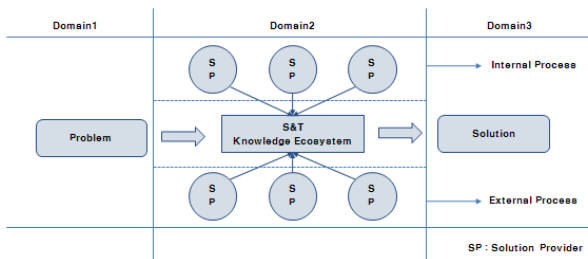 Domain1
Domain2
Domain3
S
P
S
P
S
P
Internal Process
Problem
S&T
Knowledge Ecosystem
Solution
S
P
S
P
S
P
External Process
SP : Solution Provider